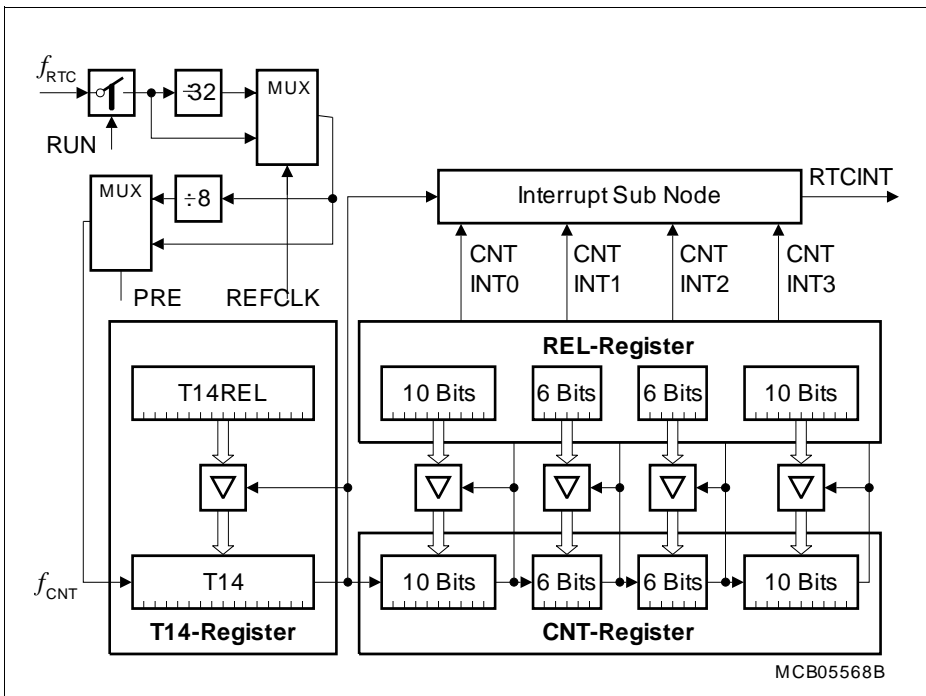 fRTC
RUN
÷32
MUX
MUX
÷8
PRE
REFCLK
Interrupt Sub Node
RTCINT
CNT INT0
CNT INT1
CNT INT2
CNT INT3
REL-Register
T14REL
10 Bits
6 Bits
6 Bits
10 Bits
fCNT
T14
10 Bits
6 Bits
6 Bits
10 Bits
T14-Register
CNT-Register
MCB05568B